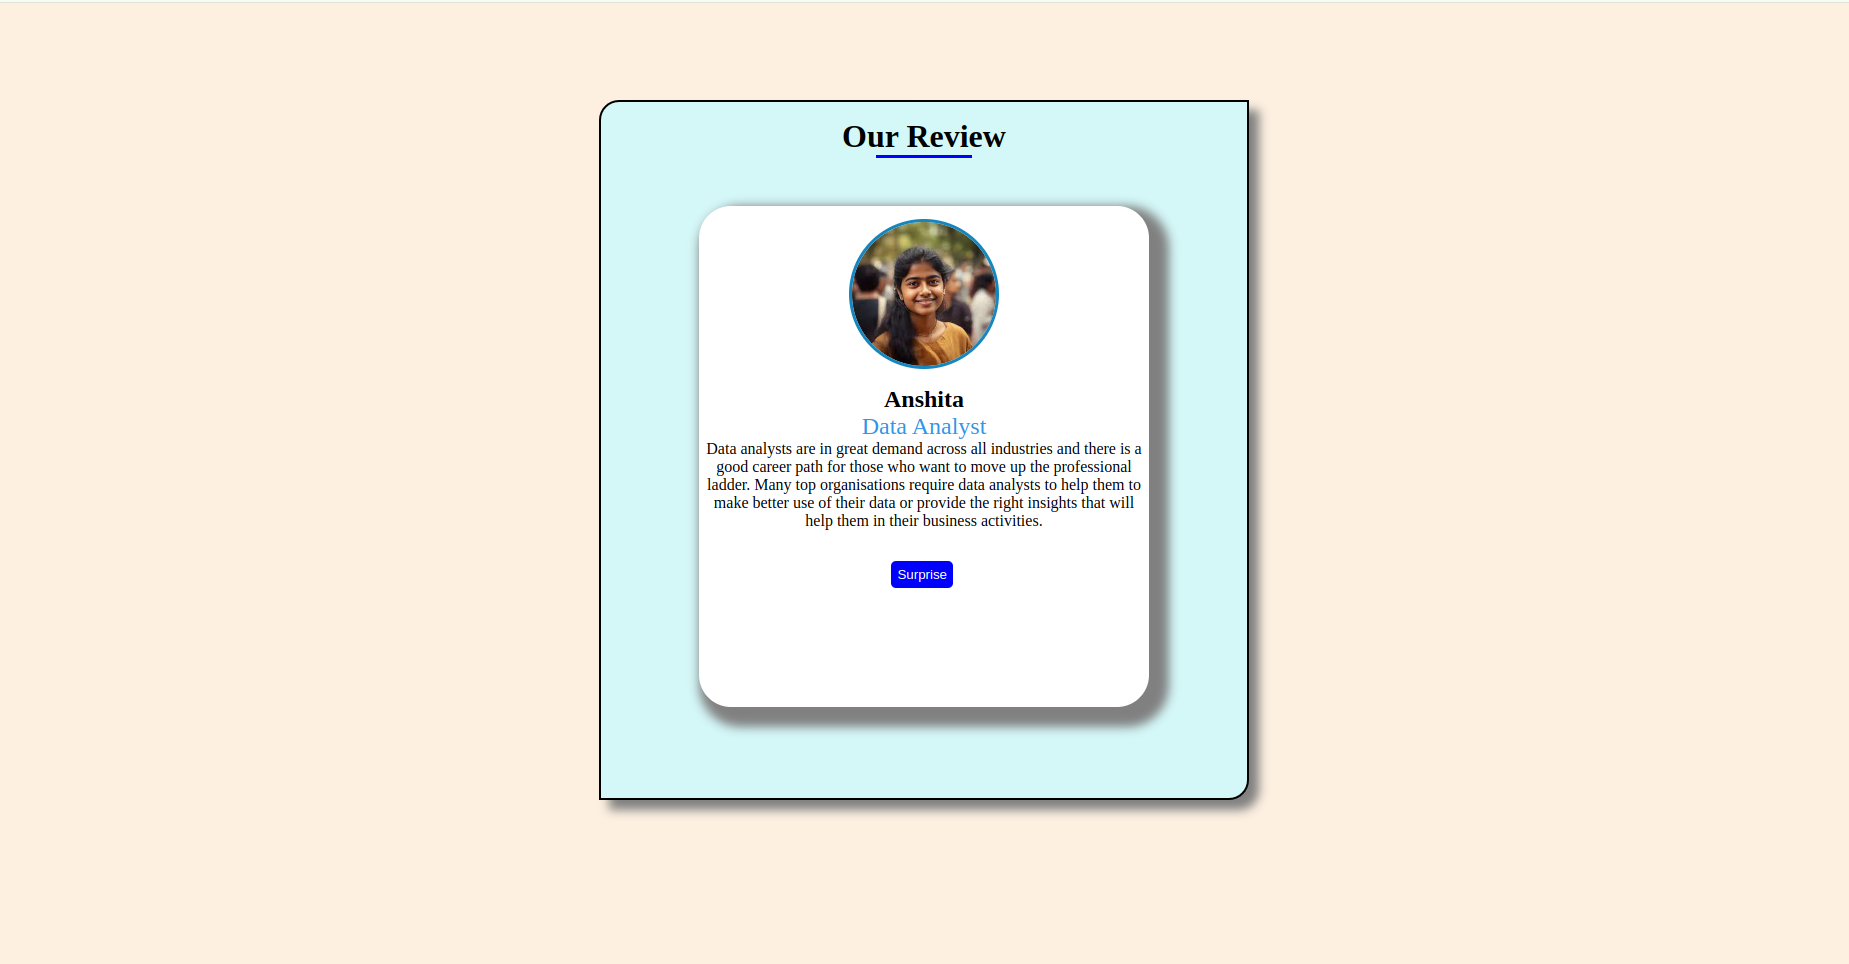 Our Review
Anshita
Data Analyst
Data analysts are in great demand across all industries and there is a
good career path for those who want to move up the professional
ladder. Many top organisations require data analysts to help them to
make better use of their data or provide the right insights that will
help them in their business activities.
Surprise